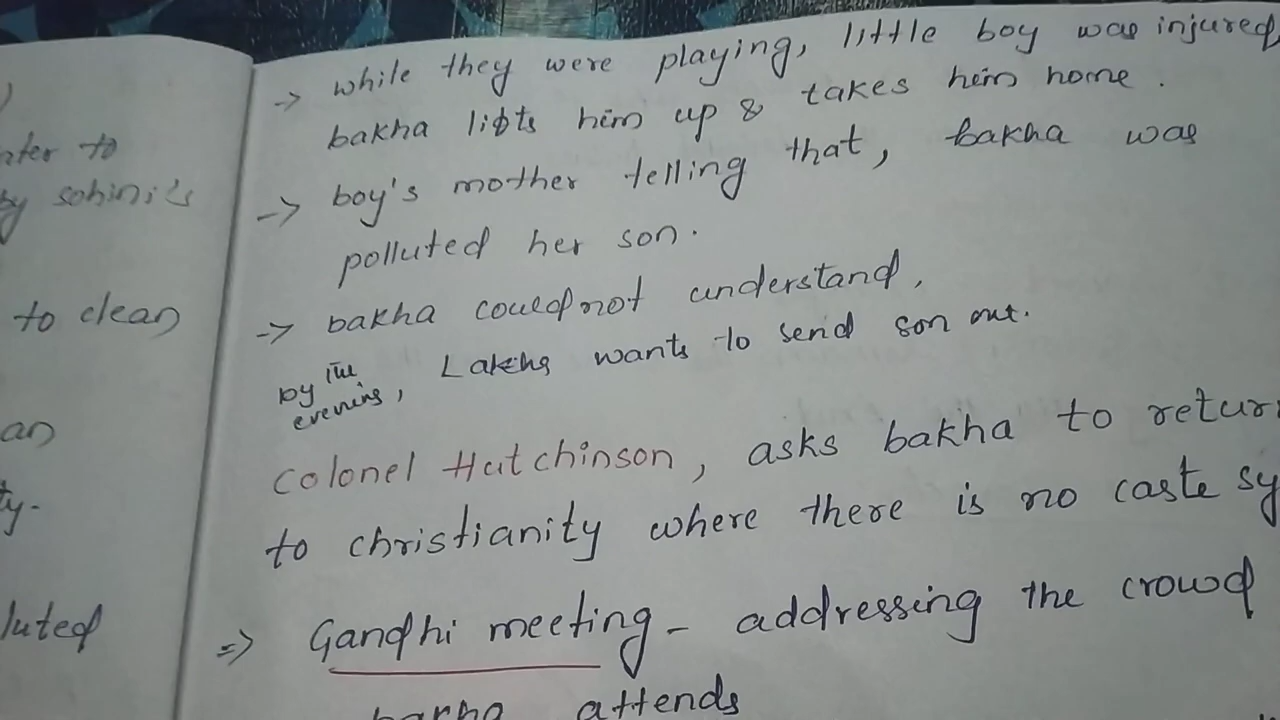 to
sohini's
to clean
an
ty.
luted
-> while they were playing, little boy was injured,
bakha lifts him up & takes him home.
-> boy's mother telling that, bakha was
polluted her son.
-> bakha could not understand,
by the evening, Lakha wants to send son out.
Colonel Hutchinson, asks bakha to retur
to christianity where there is no caste sy
=> Gandhi meeting - addressing the crowd
attends